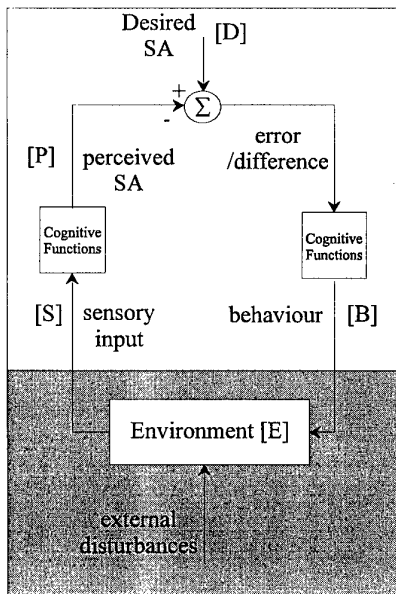 Desired
SA
[D]
+
-
Σ
[P]
perceived
SA
error
/difference
Cognitive
Functions
Cognitive
Functions
[S]
sensory
input
behaviour
[B]
Environment [E]
external
disturbances